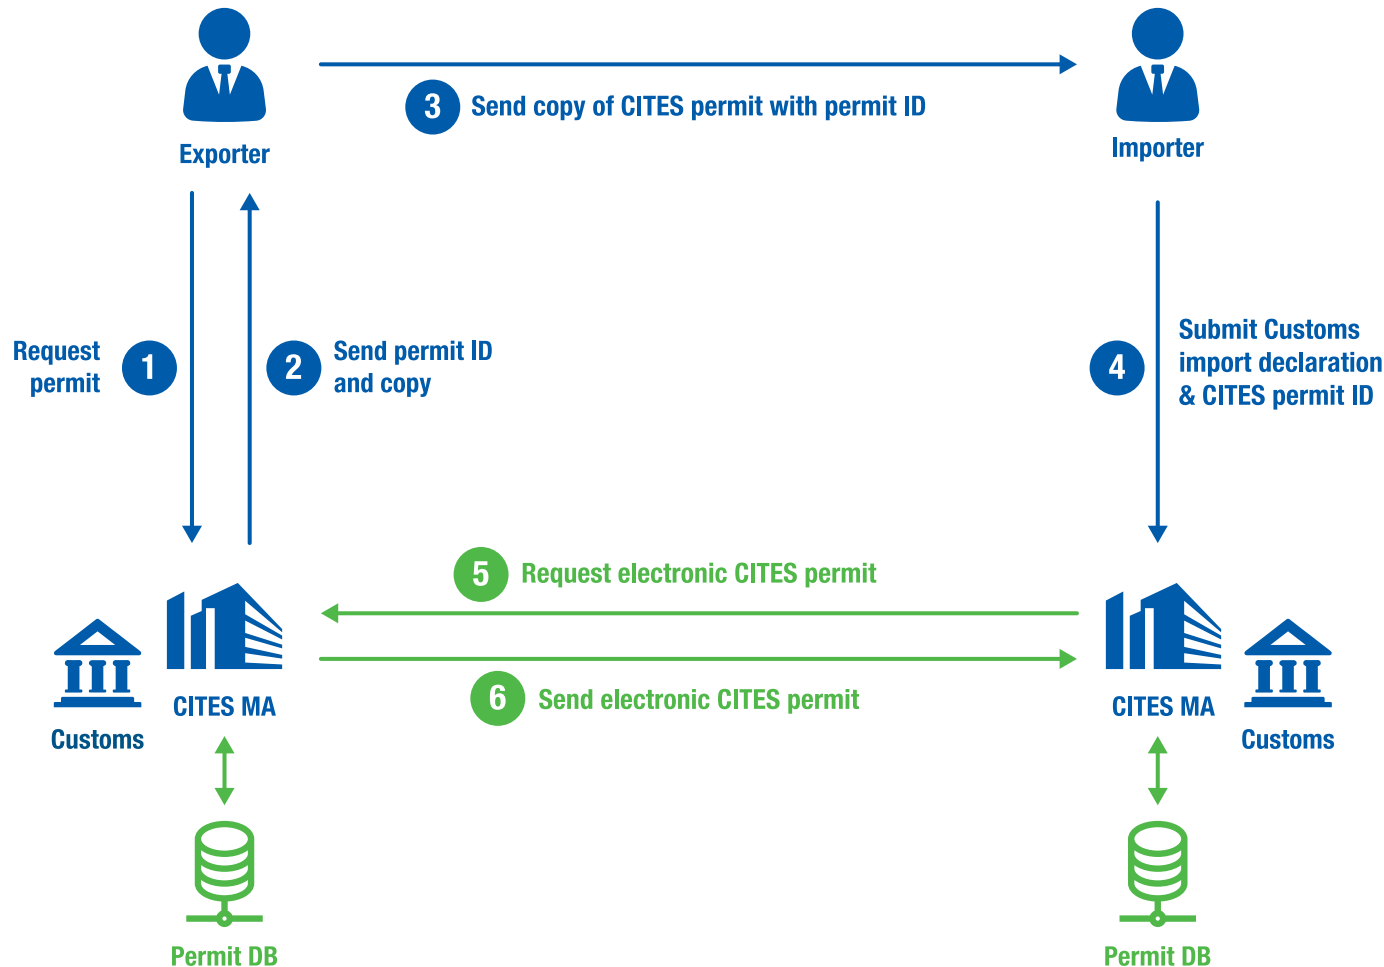 Exporter
Importer
3
Send copy of CITES permit with permit ID
Request
permit
1
2
Send permit ID
and copy
4
Submit Customs
import declaration
& CITES permit ID
5
Request electronic CITES permit
6
Send electronic CITES permit
CITES MA
Customs
CITES MA
Customs
Permit DB
Permit DB